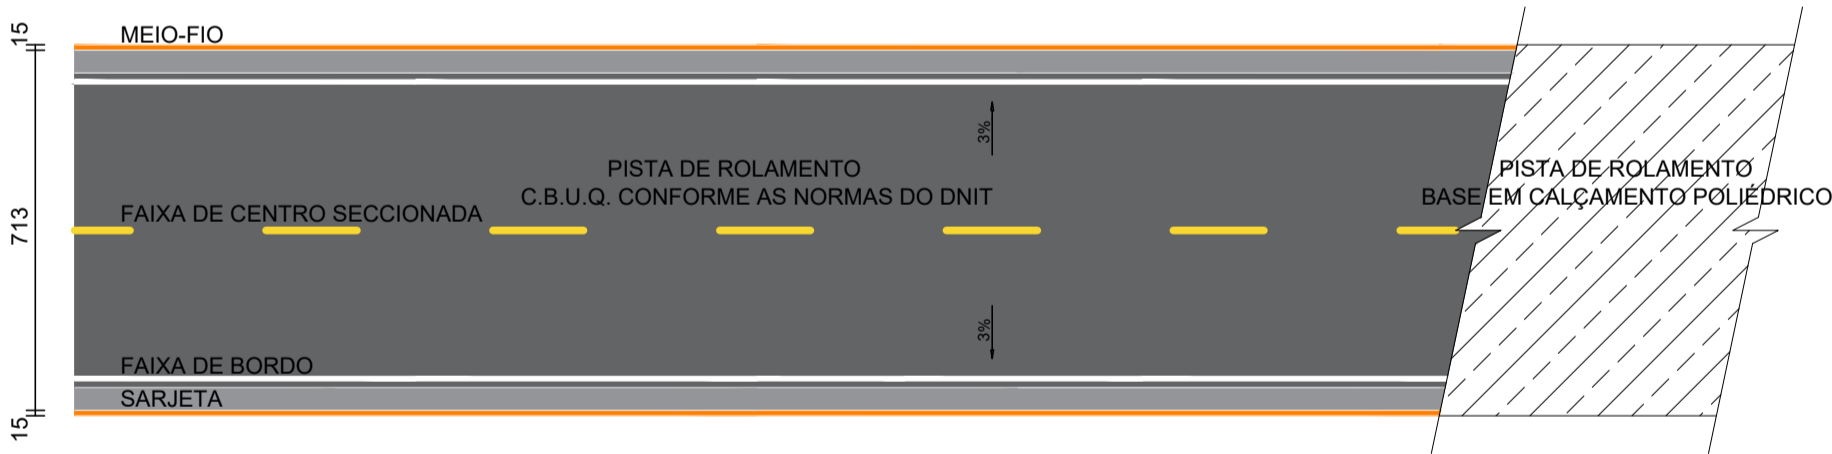 15
MEIO-FIO
3%
PISTA DE ROLAMENTO
C.B.U.Q. CONFORME AS NORMAS DO DNIT
PISTA DE ROLAMENTO
BASE EM CALÇAMENTO POLIÉDRICO
FAIXA DE CENTRO SECCIONADA
713
3%
FAIXA DE BORDO
SARJETA
15